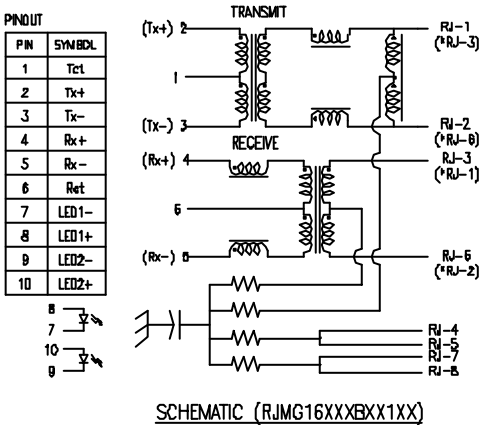 PINOUT
PIN SYMBOL
1 Tct
2 Tx+
3 Tx-
4 Rx+
5 Rx-
6 Rct
7 LED1-
8 LED1+
9 LED2-
10 LED2+
8
7
10
9
TRANSMIT
(Tx+) 2
1
(Tx-) 3
RECEIVE
(Rx+) 4
6
(Rx-) 5
RJ-1
(*RJ-3)
RJ-2
(*RJ-6)
RJ-3
(*RJ-1)
RJ-6
(*RJ-2)
RJ-4
RJ-5
RJ-7
RJ-8
SCHEMATIC (RJMG16XXXBXX1XX)